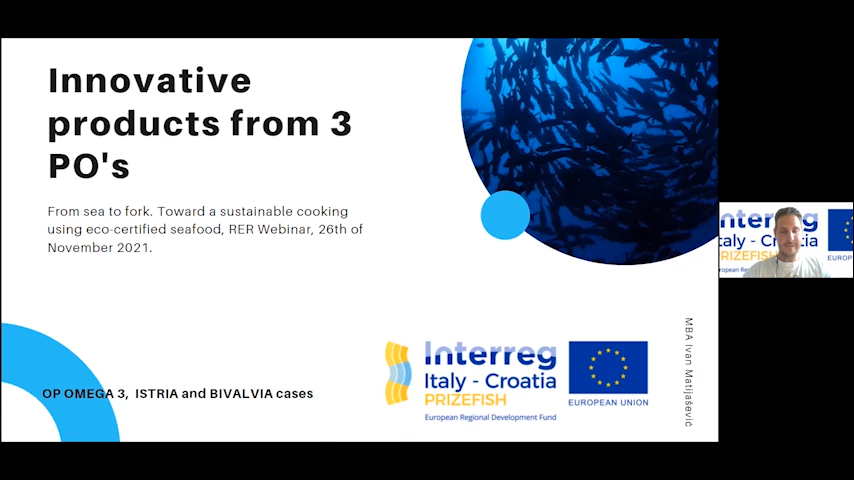 Innovative
products from 3
PO's
From sea to fork. Toward a sustainable cooking
using eco-certified seafood, RER Webinar, 26th of
November 2021.
OP OMEGA 3, ISTRIA and BIVALVIA cases
Interreg
Italy - Croatia
PRIZEFISH
European Regional Development Fund
EUROPEAN UNION
MBA Ivan Matijašević